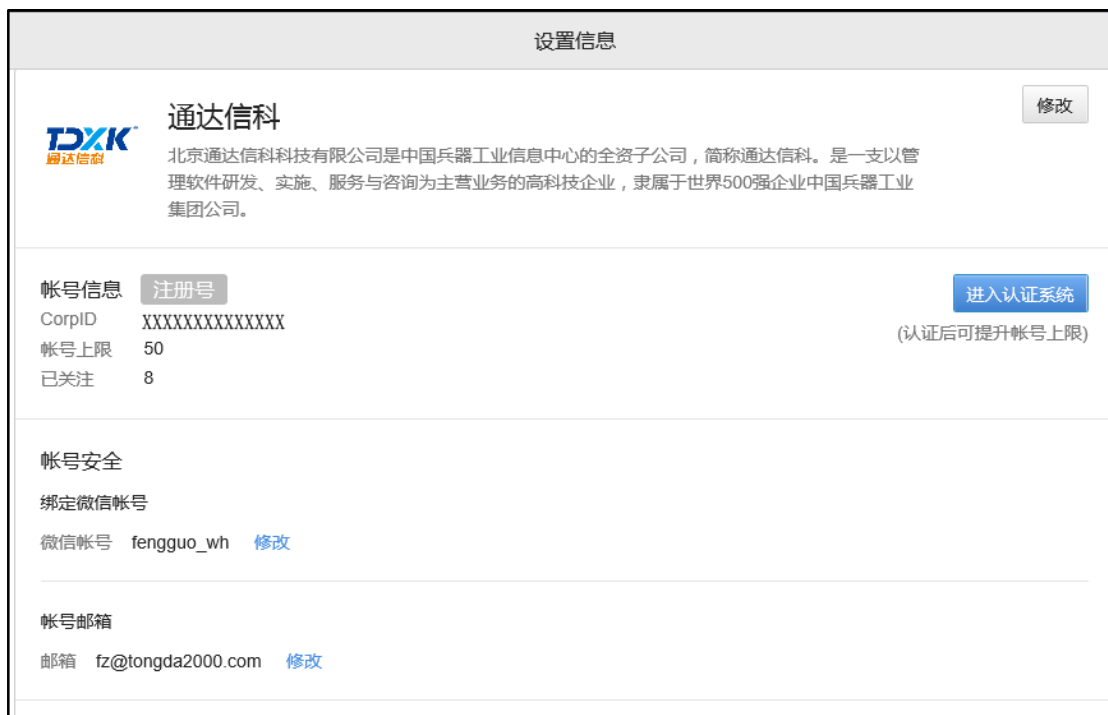 设置信息
TDXK
通达信科
通达信科
修改
北京通达信科科技有限公司是中国兵器工业信息中心的全资子公司，简称通达信科。是一支以管
理软件研发、实施、服务与咨询为主营业务的高科技企业，隶属于世界500强企业中国兵器工业
集团公司。
帐号信息 注册号
进入认证系统
CorpID XXXXXXXXXXXXXX
(认证后可提升帐号上限)
帐号上限 50
已关注 8
帐号安全
绑定微信帐号
微信帐号 fengguo_wh 修改
帐号邮箱
邮箱 fz@tongda2000.com 修改